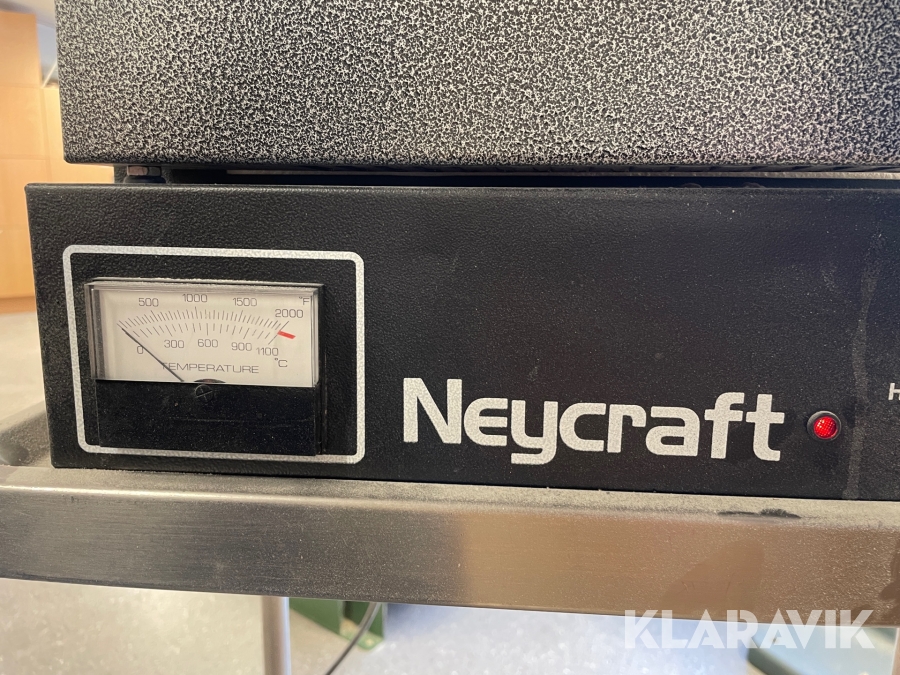 500 1000 1500 2000 °F
0 300 600 900 1100 °C
TEMPERATURE
Neycraft
H
KLARAVIK